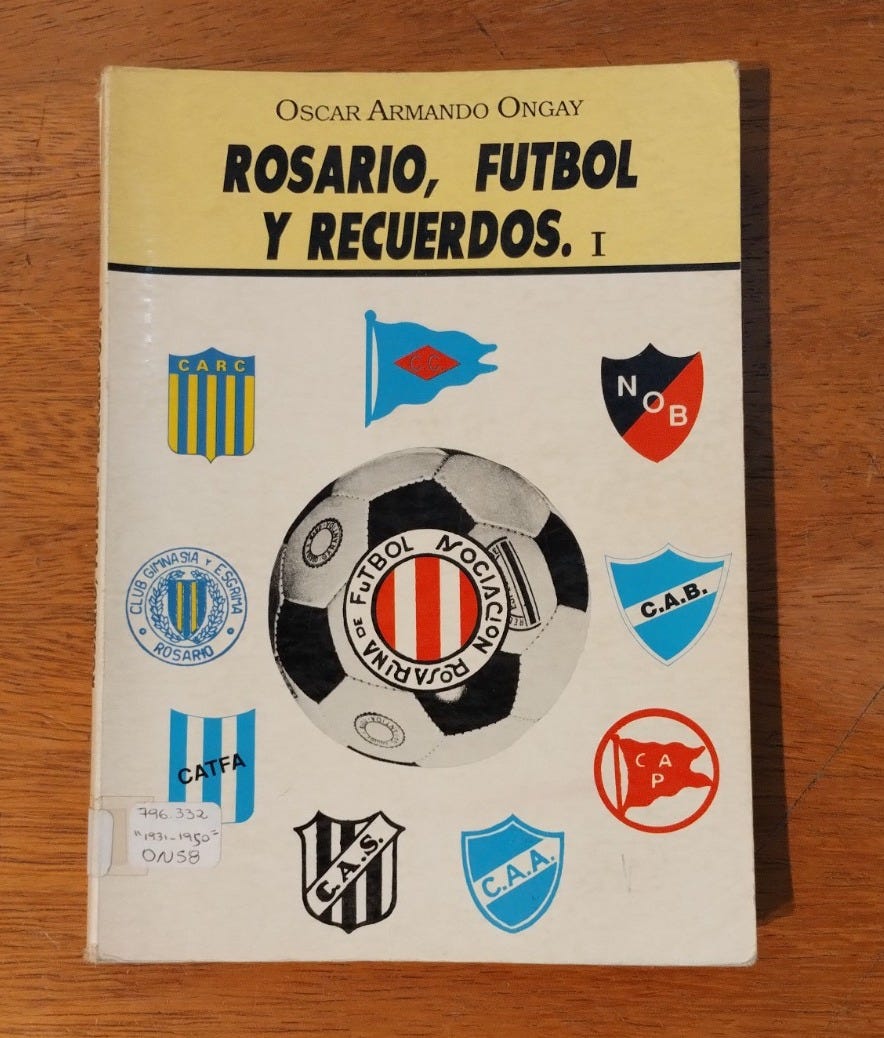 OSCAR ARMANDO ONGAY
ROSARIO, FUTBOL
Y RECUERDOS. I
CARC
C.C.
NOB
ASOCIACION ROSARINA DE FUTBOL
CLUB GIMNASIA Y ESGRIMA
ROSARIO
C.A.B.
CATFA
CAP
796.332
"1931-1950"
ON58
C.A.S.
C.A.A.